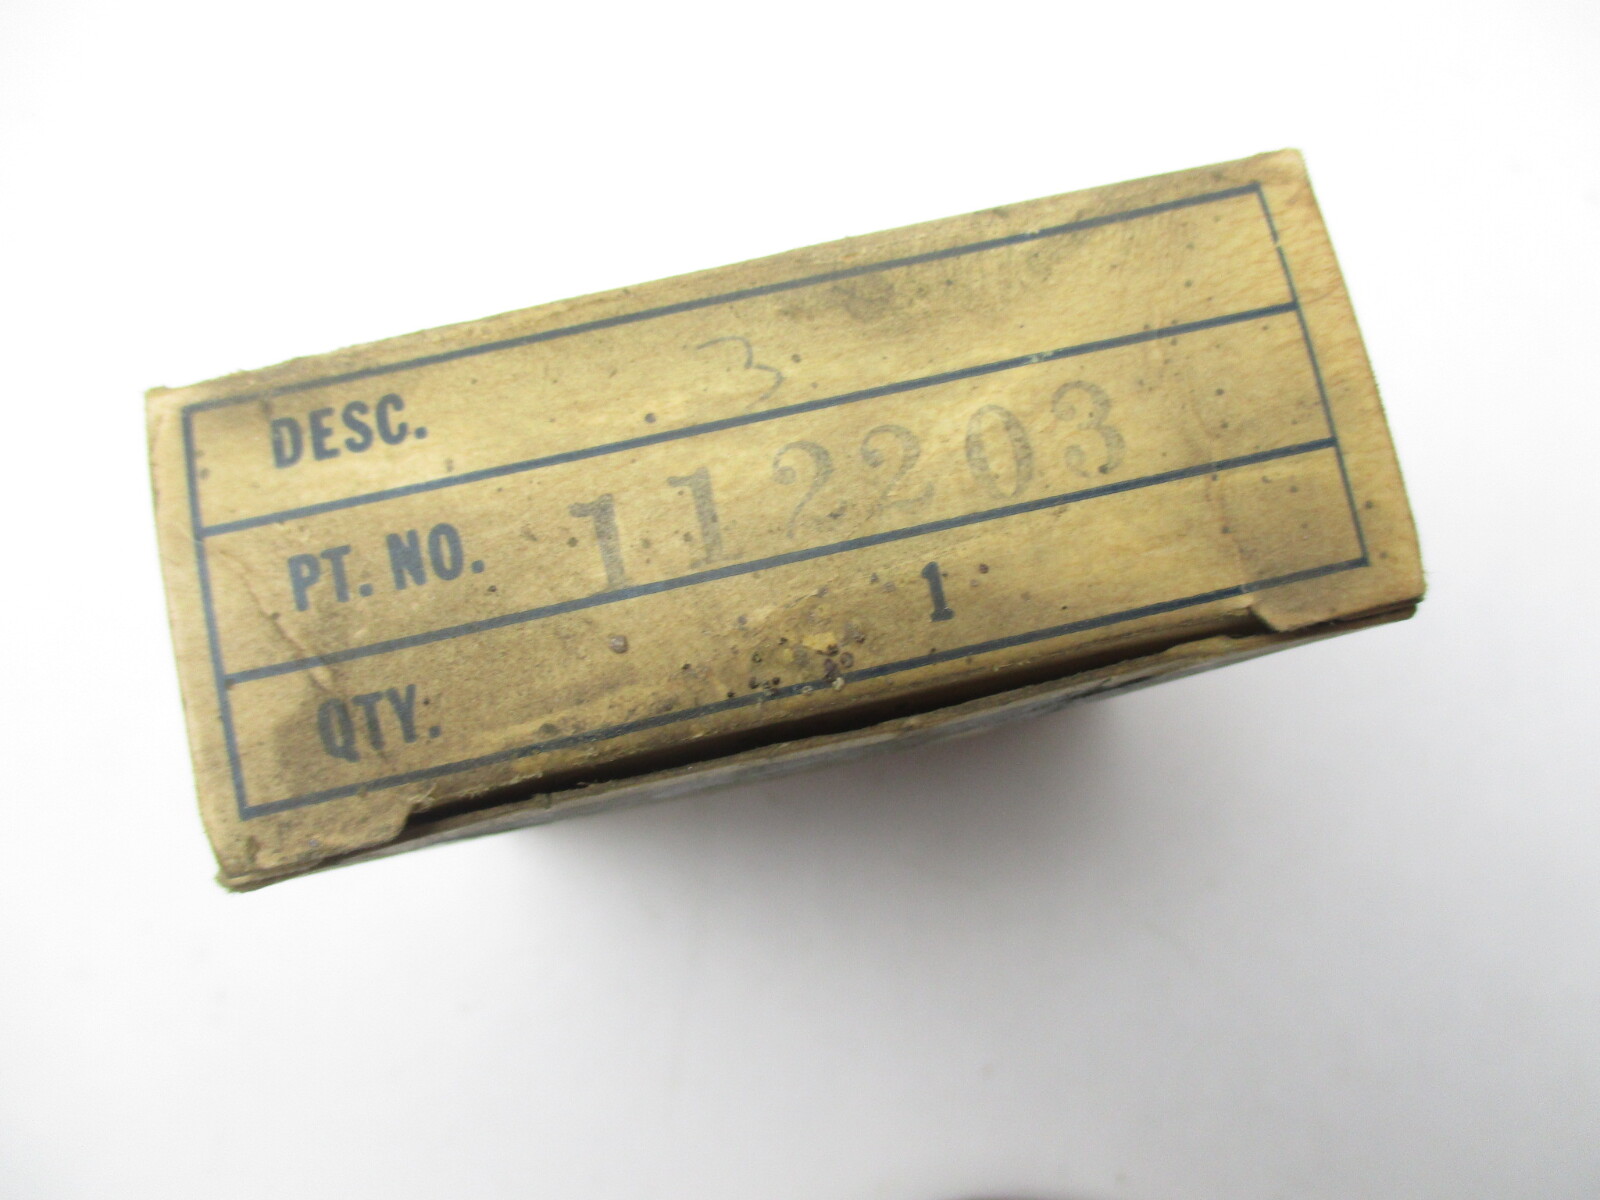 DESC. 3
PT. NO. 112203
QTY. 1